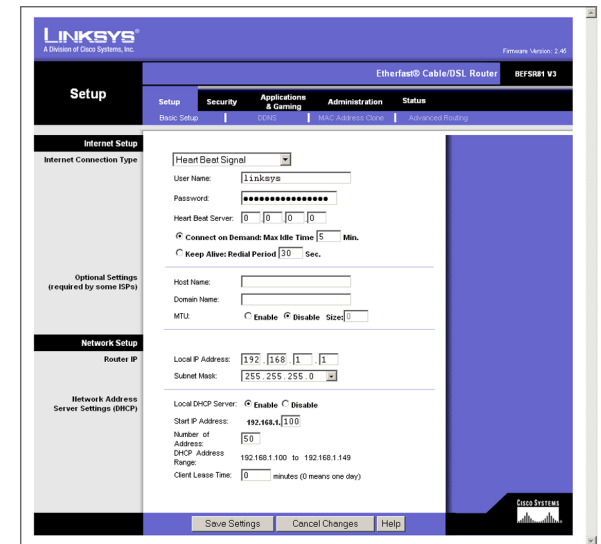 LINKSYS®
A Division of Cisco Systems, Inc.
Firmware Version: 2.45
Etherfast® Cable/DSL Router BEFSR81 V3
Setup
Setup Security Applications & Gaming Administration Status
Basic Setup DDNS MAC Address Clone Advanced Routing
Internet Setup
Internet Connection Type
Heart Beat Signal
User Name: linksys
Password: ●●●●●●●●●●●●●●●●
Heart Beat Server: 0 . 0 . 0 . 0
Connect on Demand: Max Idle Time 5 Min.
Keep Alive: Redial Period 30 Sec.
Optional Settings
(required by some ISPs)
Host Name:
Domain Name:
MTU: Enable Disable Size: 0
Network Setup
Router IP
Local IP Address: 192 . 168 . 1 . 1
Subnet Mask: 255.255.255.0
Network Address
Server Settings (DHCP)
Local DHCP Server: Enable Disable
Start IP Address: 192.168.1. 100
Number of
Address: 50
DHCP Address
Range: 192.168.1.100 to 192.168.1.149
Client Lease Time: 0 minutes (0 means one day)
CISCO SYSTEMS
Save Settings Cancel Changes Help